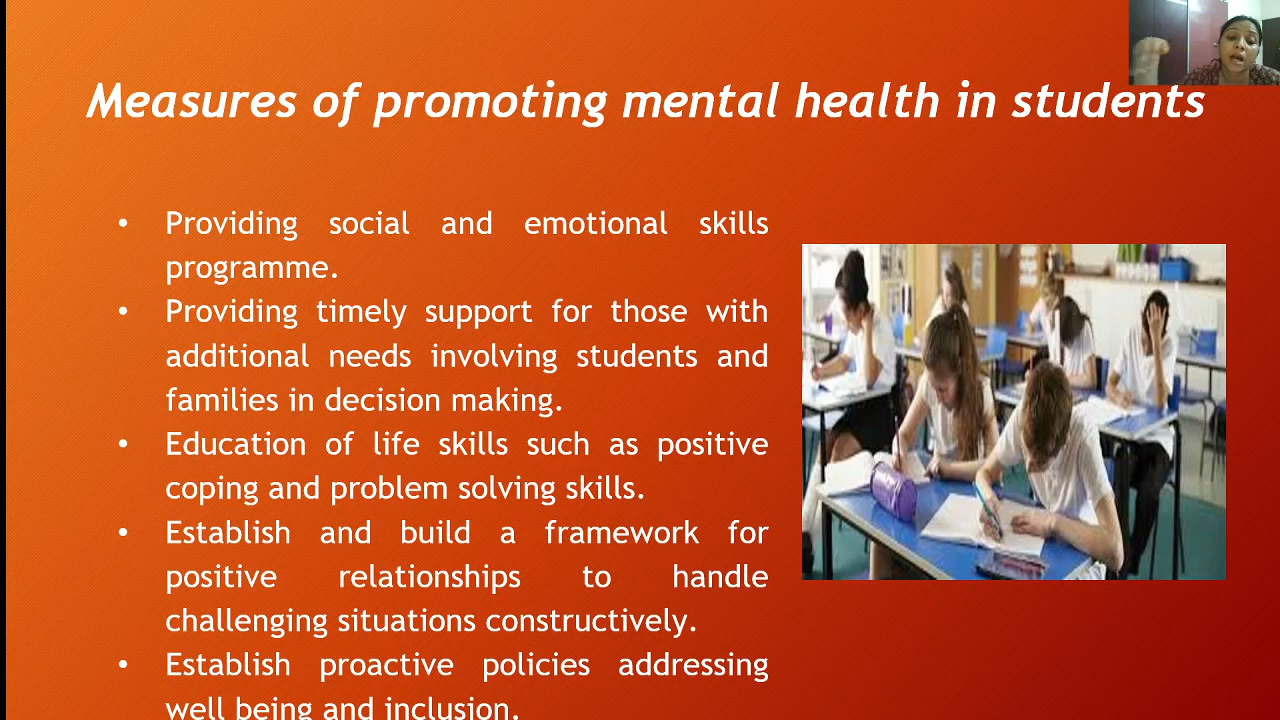 Measures of promoting mental health in students
• Providing social and emotional skills
programme.
• Providing timely support for those with
additional needs involving students and
families in decision making.
• Education of life skills such as positive
coping and problem solving skills.
• Establish and build a framework for
positive relationships to handle
challenging situations constructively.
• Establish proactive policies addressing
well being and inclusion.